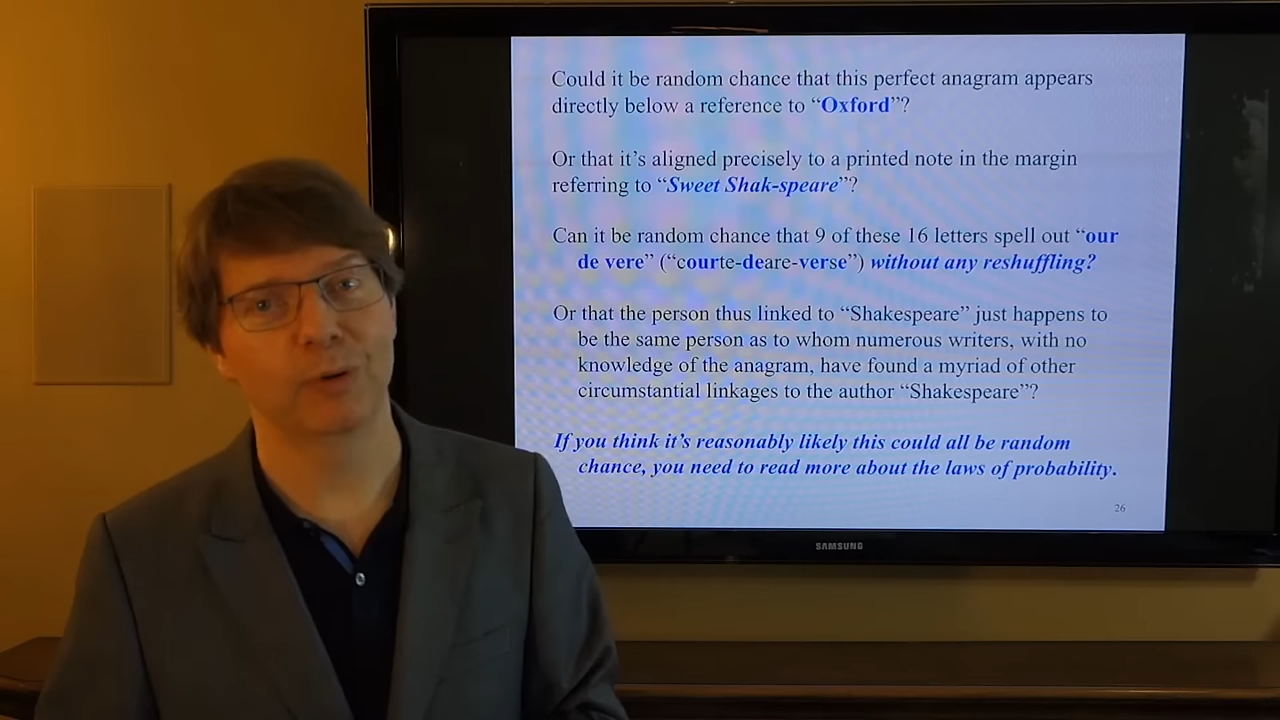 Could it be random chance that this perfect anagram appears
directly below a reference to “Oxford”?
Or that it’s aligned precisely to a printed note in the margin
referring to “Sweet Shak-speare”?
Can it be random chance that 9 of these 16 letters spell out “our
de vere” (“courte-deare-verse”) without any reshuffling?
Or that the person thus linked to “Shakespeare” just happens to
be the same person as to whom numerous writers, with no
knowledge of the anagram, have found a myriad of other
circumstantial linkages to the author “Shakespeare”?
If you think it’s reasonably likely this could all be random
chance, you need to read more about the laws of probability.
26
SAMSUNG